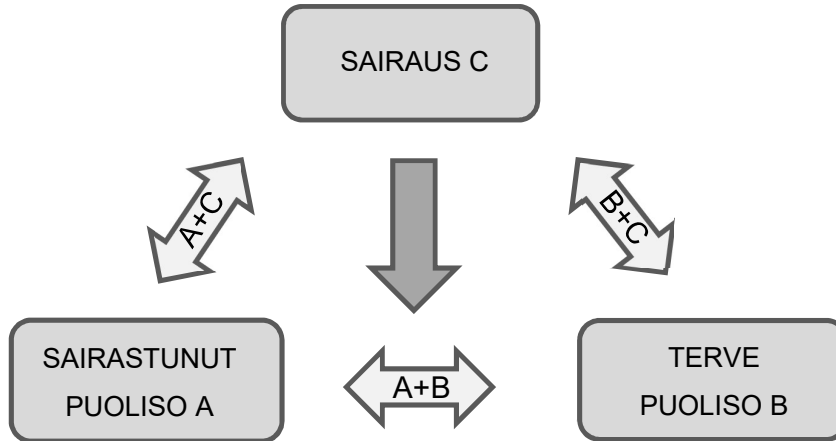 SAIRAUS C
A+C
B+C
SAIRASTUNUT
PUOLISO A
A+B
TERVE
PUOLISO B